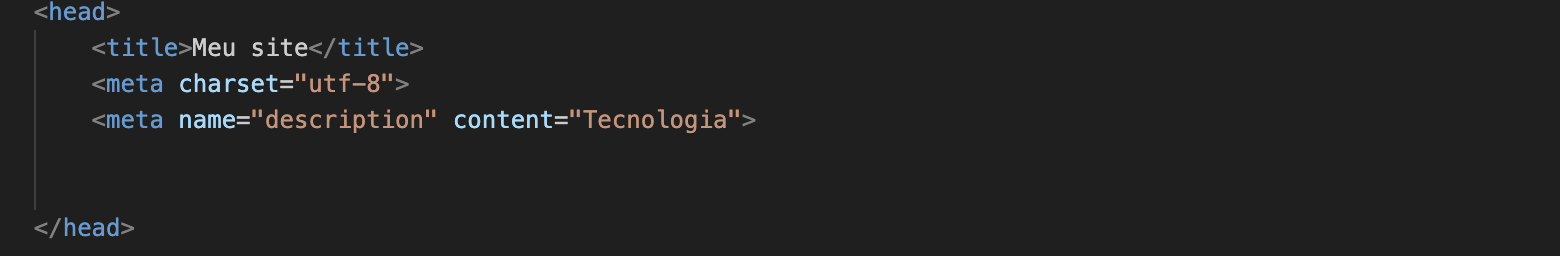 <head>
    <title>Meu site</title>
    <meta charset="utf-8">
    <meta name="description" content="Tecnologia">
</head>